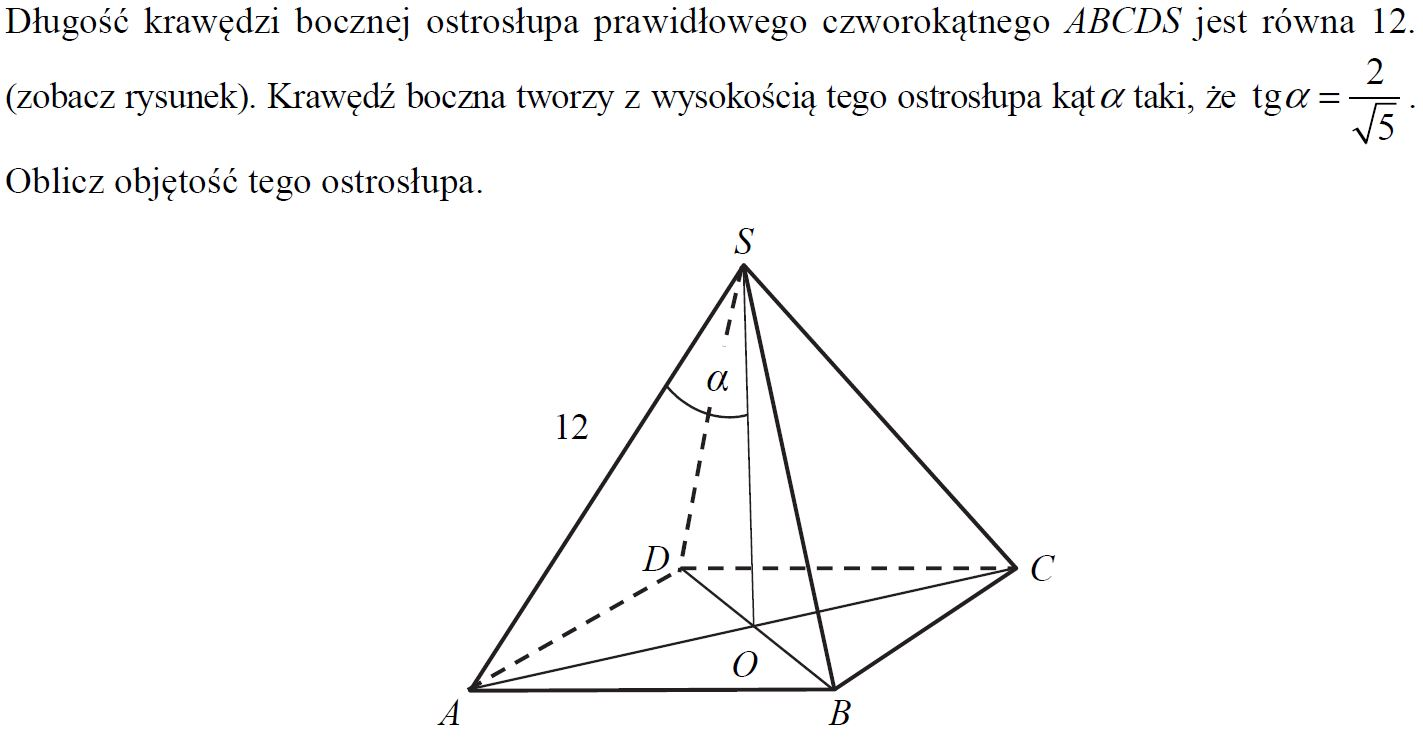 Długość krawędzi bocznej ostrosłupa prawidłowego czworokątnego ABCDS jest równa 12.
(zobacz rysunek). Krawędź boczna tworzy z wysokością tego ostrosłupa kąt α taki, że tg α = 2/√5 .
Oblicz objętość tego ostrosłupa.
S
α
12
D
C
O
A
B